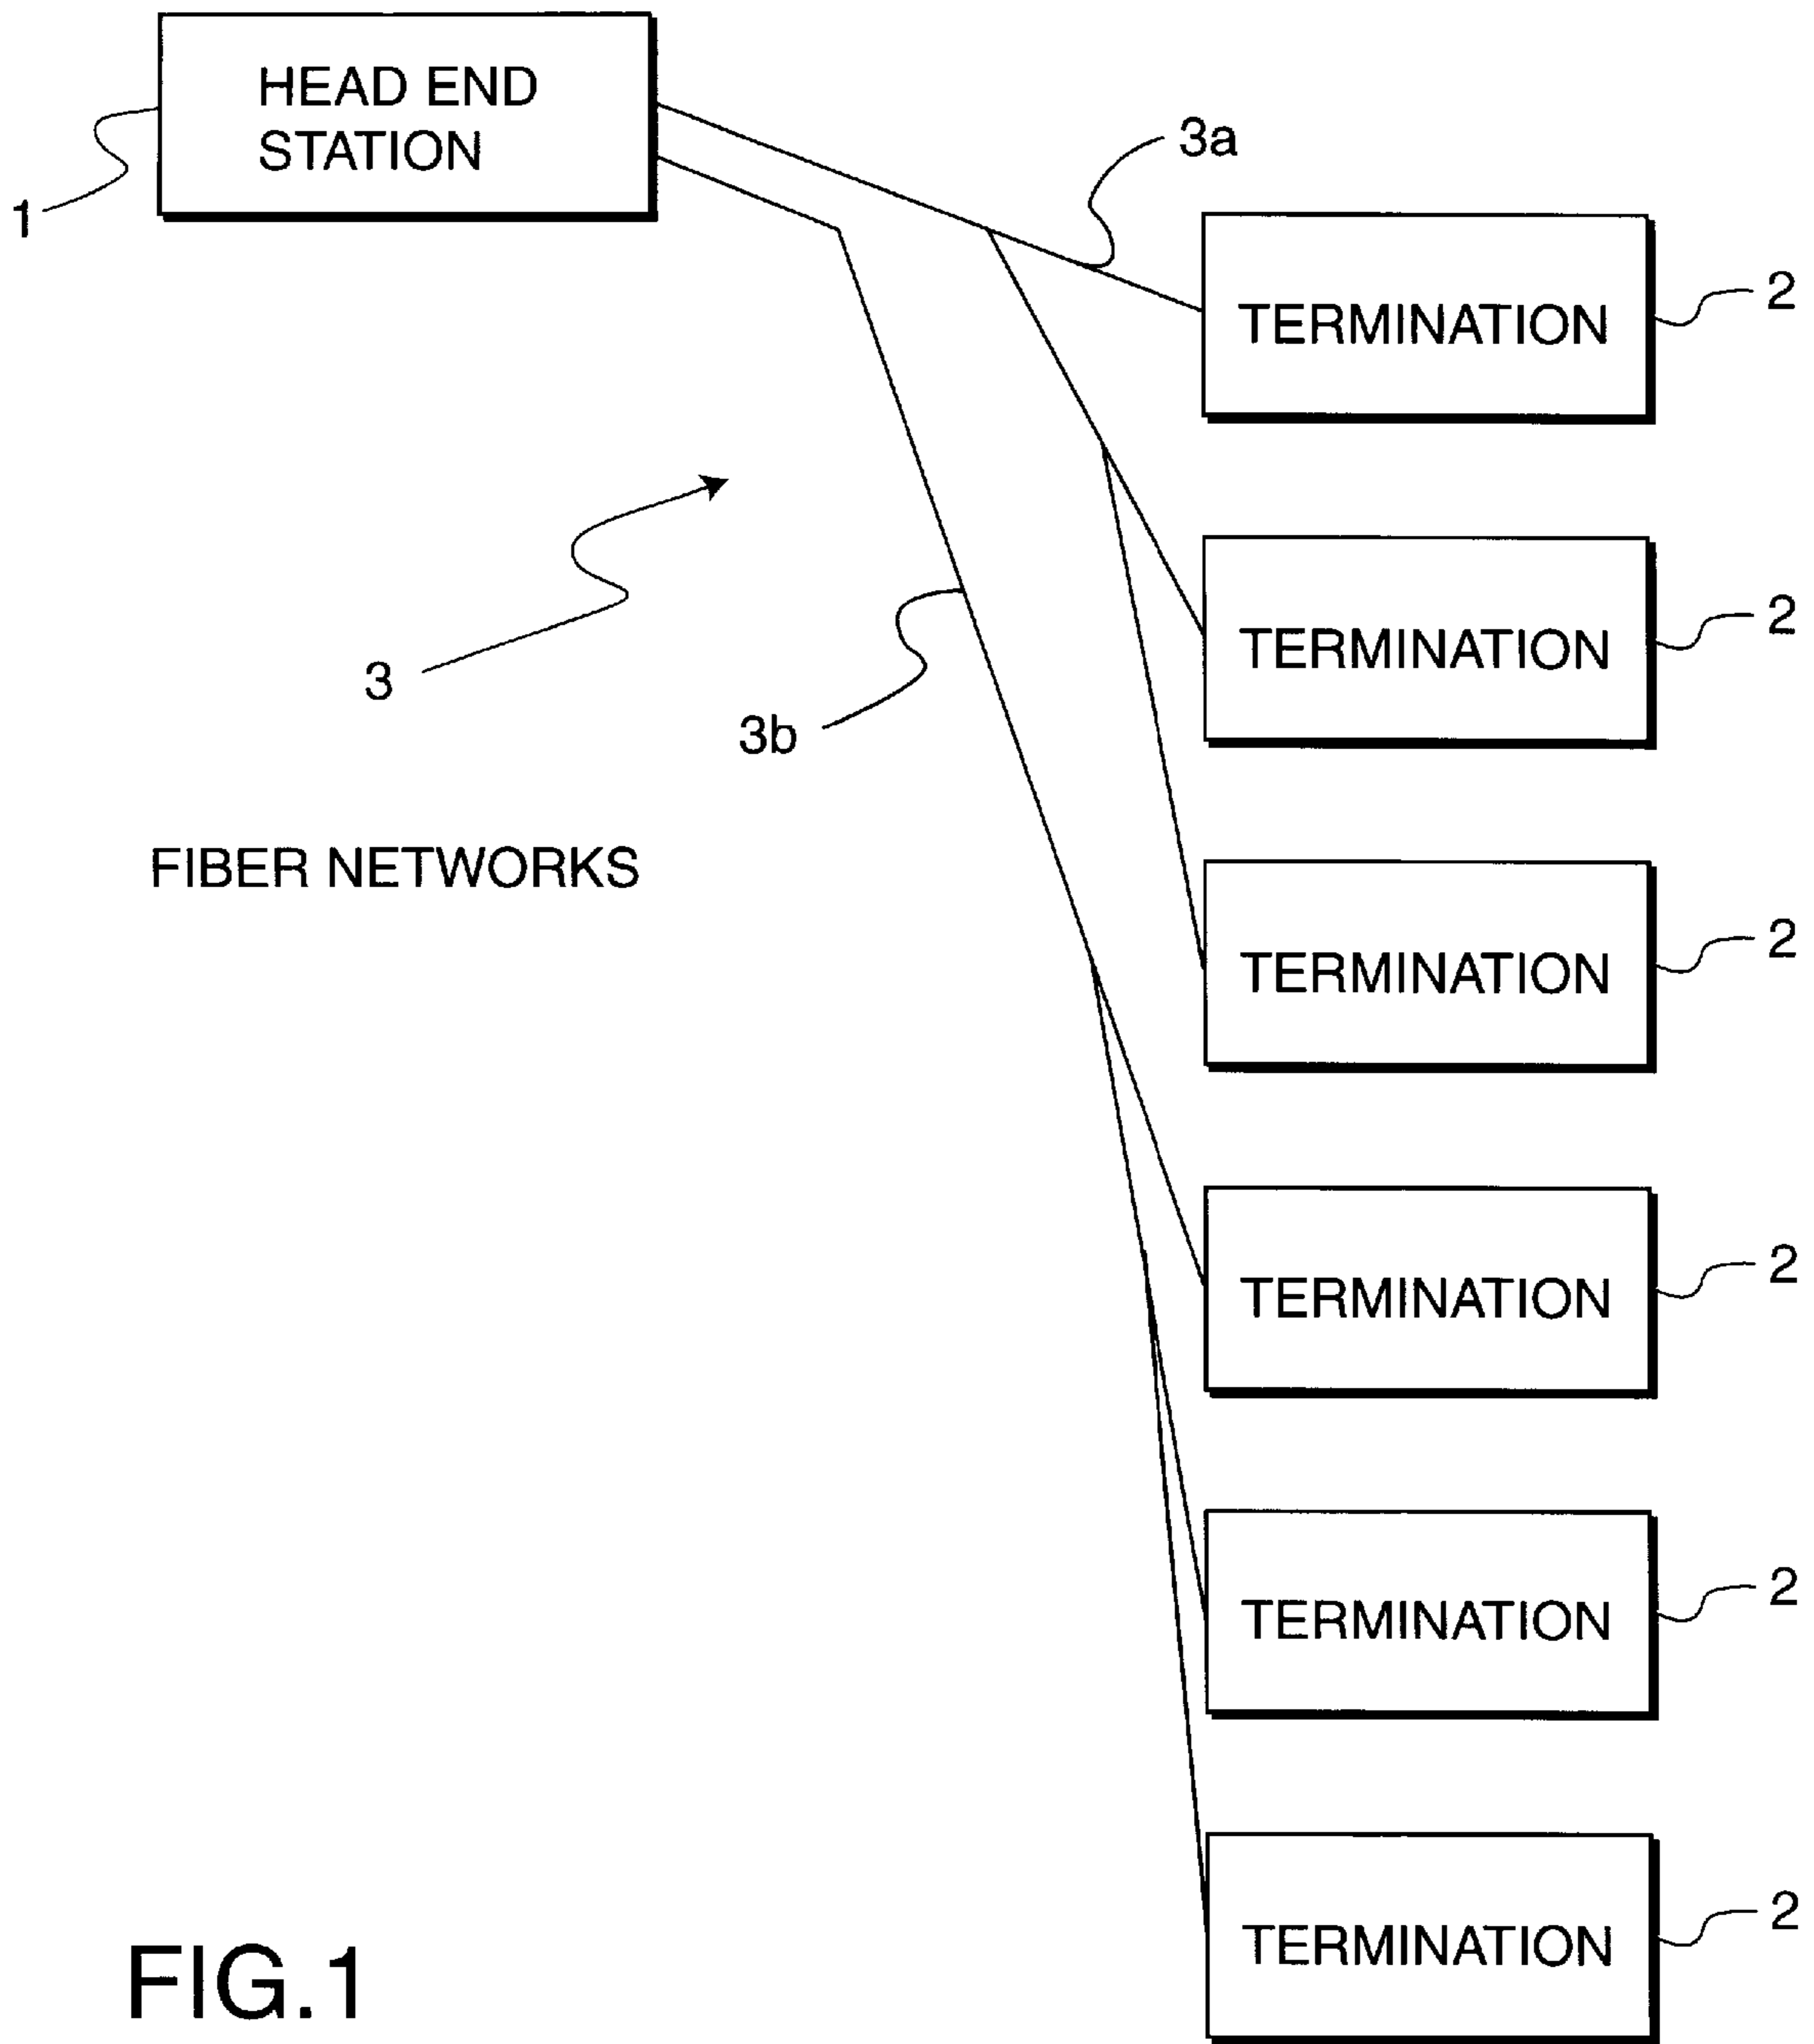 HEAD END
STATION
1
3a
TERMINATION
2
TERMINATION
2
3
3b
FIBER NETWORKS
TERMINATION
2
TERMINATION
2
TERMINATION
2
TERMINATION
2
FIG.1